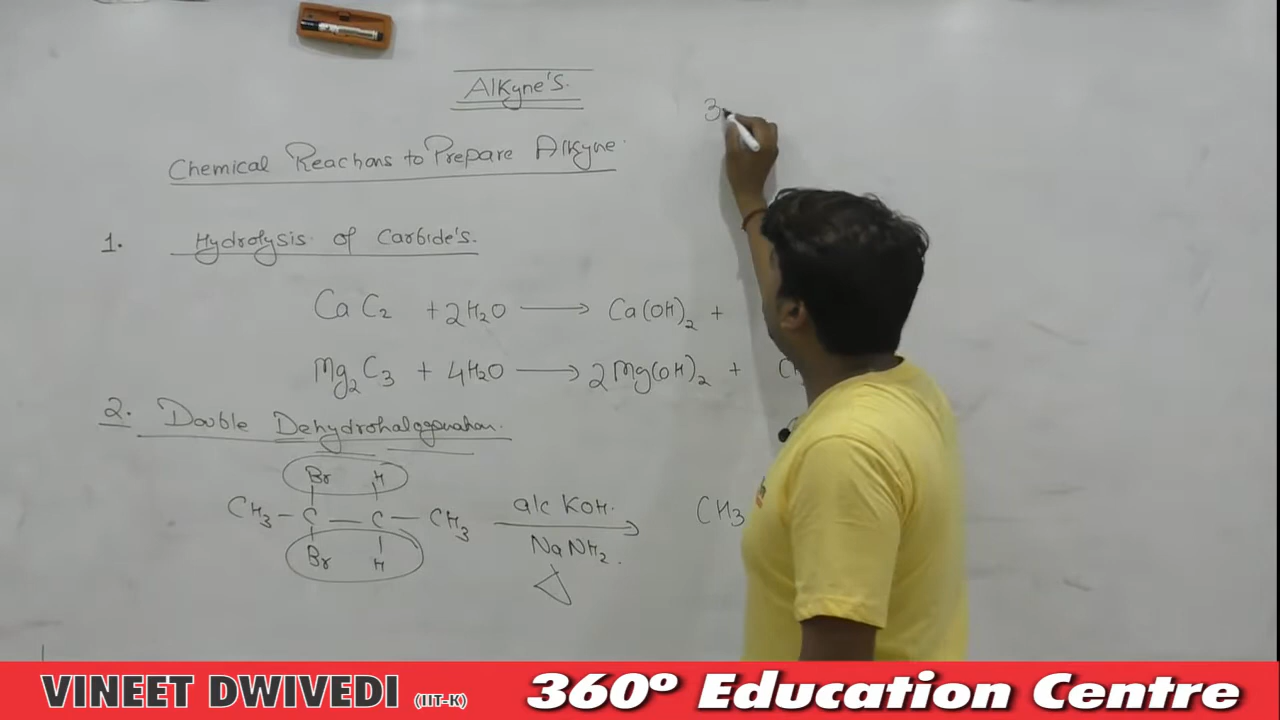 Alkyne's.
Chemical Reactions to Prepare Alkyne.
3
1. Hydrolysis of Carbide's.
CaC2 + 2H2O ⟶ Ca(OH)2 +
Mg2C3 + 4H2O ⟶ 2Mg(OH)2 +
2. Double Dehydrohalogenation.
Br H
CH3 – C – C – CH3 ⟶ CH3
alc KOH.
NaNH2.
Br H
△
VINEET DWIVEDI (IIT-K) 360º Education Centre